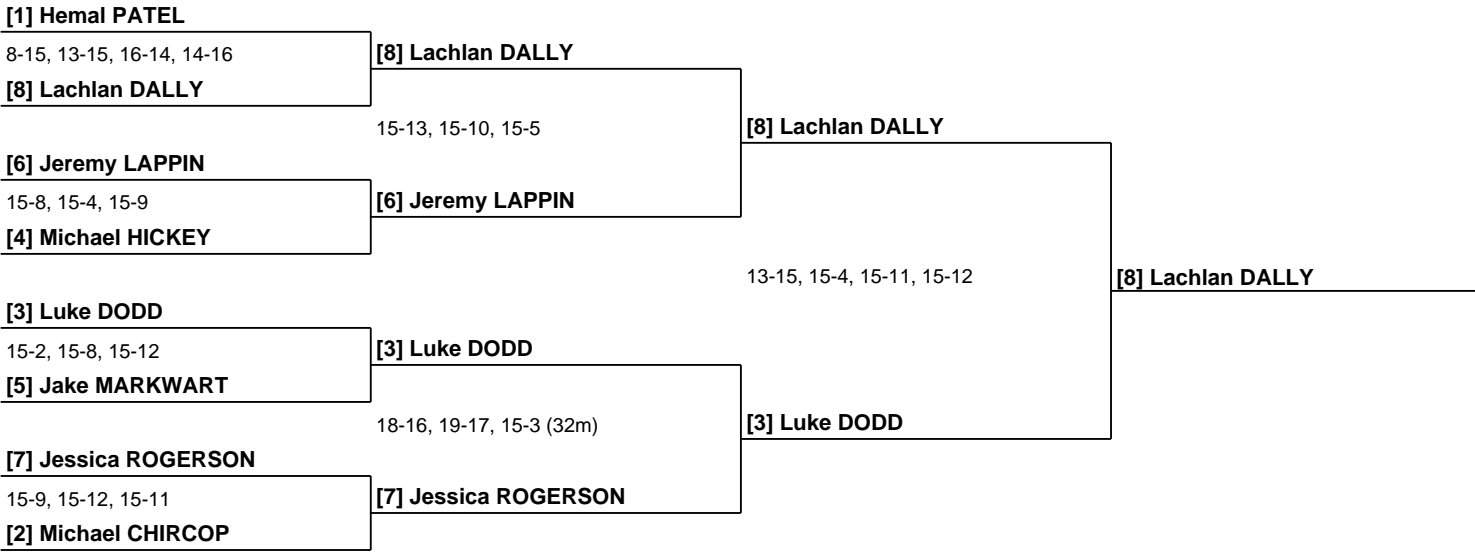 [1] Hemal PATEL
8-15, 13-15, 16-14, 14-16
[8] Lachlan DALLY
[8] Lachlan DALLY
15-13, 15-10, 15-5
[8] Lachlan DALLY
[6] Jeremy LAPPIN
15-8, 15-4, 15-9
[6] Jeremy LAPPIN
[4] Michael HICKEY
13-15, 15-4, 15-11, 15-12
[8] Lachlan DALLY
[3] Luke DODD
15-2, 15-8, 15-12
[3] Luke DODD
[5] Jake MARKWART
18-16, 19-17, 15-3 (32m)
[3] Luke DODD
[7] Jessica ROGERSON
15-9, 15-12, 15-11
[7] Jessica ROGERSON
[2] Michael CHIRCOP